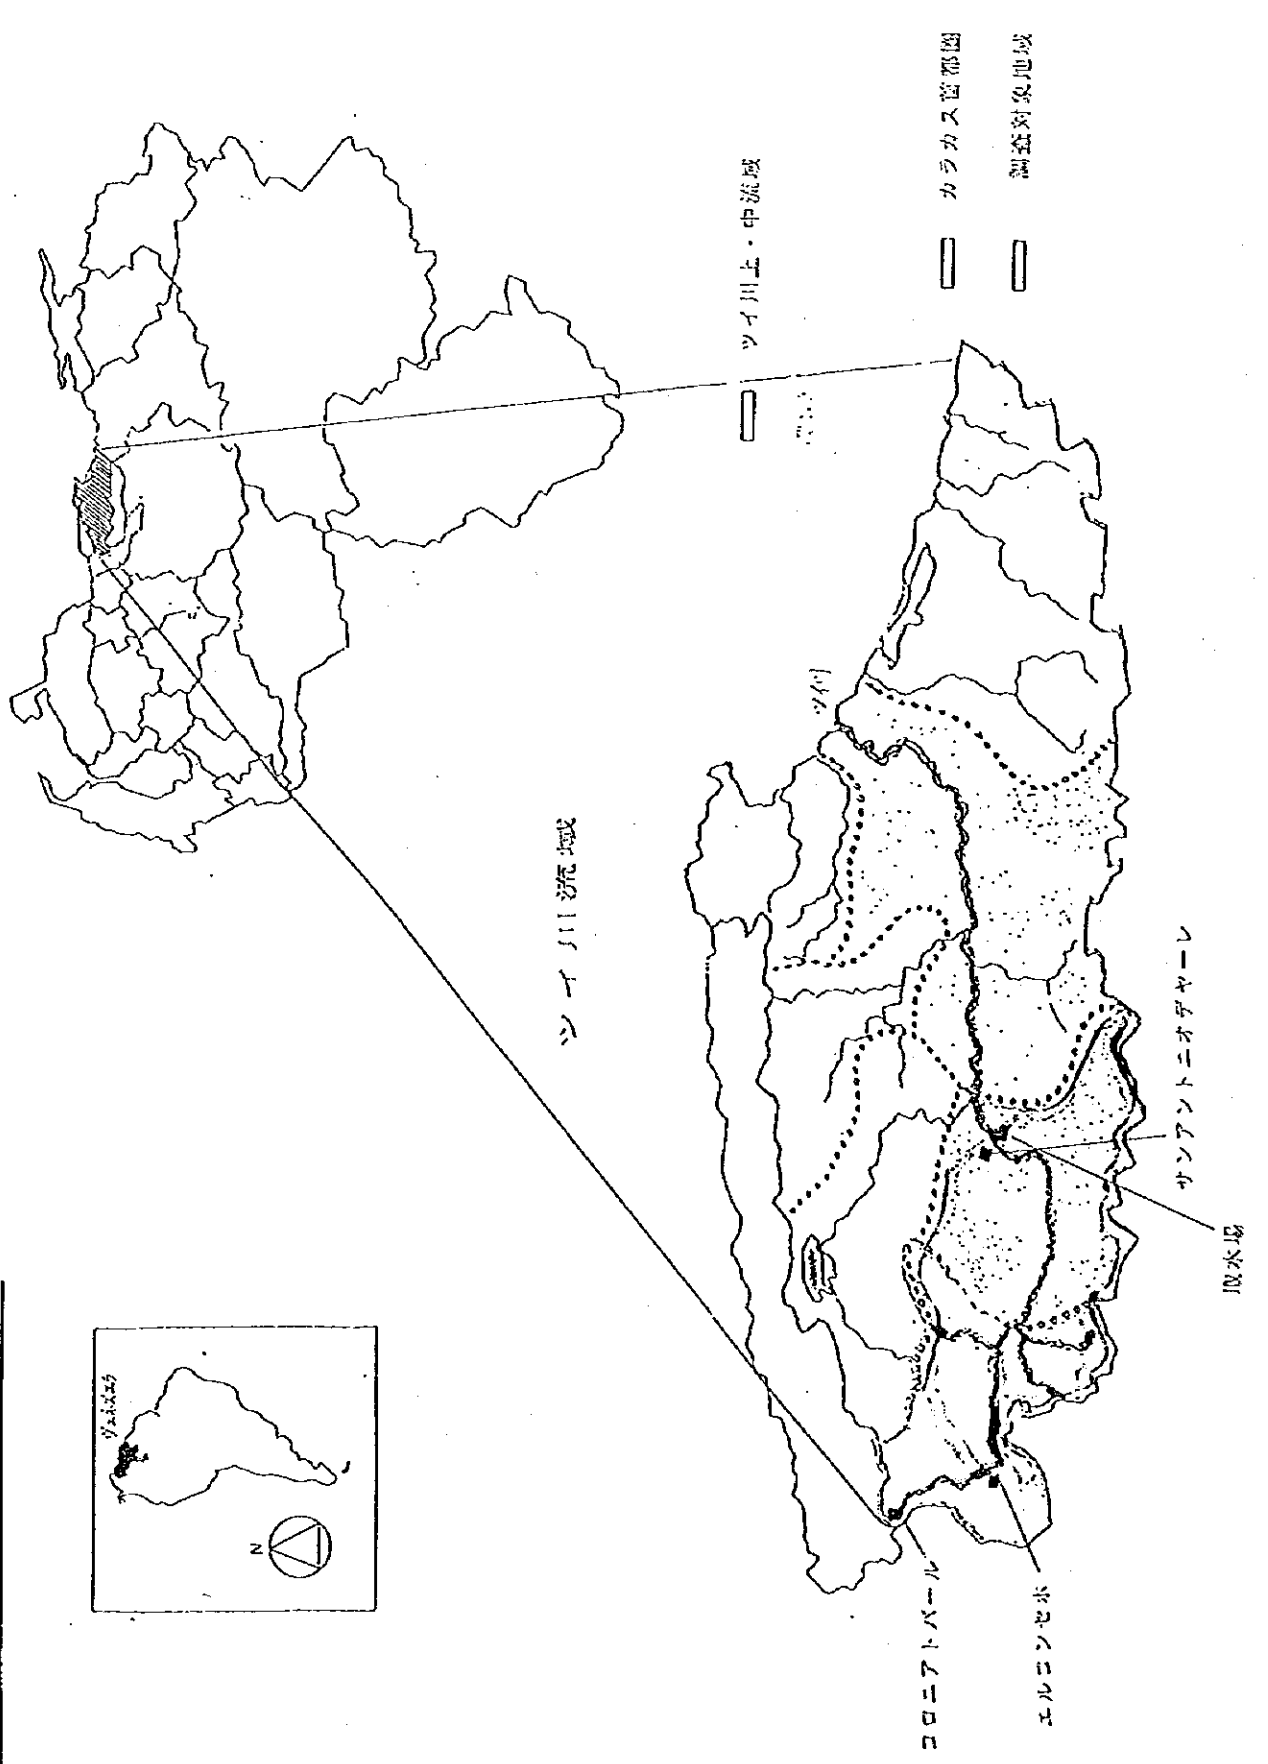 ヴェネズエラ
N
ツイ川流域
ツイ川上・中流域
カラカス首都圏
調査対象地域
ツイ川
コロニアトバール
エルコンセホ
サンアントニオデヤーレ
取水場